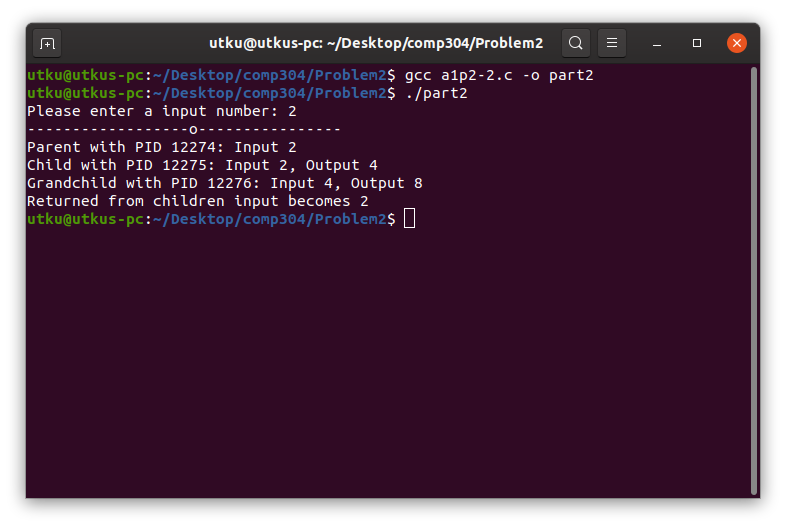 utku@utkus-pc: ~/Desktop/comp304/Problem2
utku@utkus-pc:~/Desktop/comp304/Problem2$ gcc a1p2-2.c -o part2
utku@utkus-pc:~/Desktop/comp304/Problem2$ ./part2
Please enter a input number: 2
------------------o----------------
Parent with PID 12274: Input 2
Child with PID 12275: Input 2, Output 4
Grandchild with PID 12276: Input 4, Output 8
Returned from children input becomes 2
utku@utkus-pc:~/Desktop/comp304/Problem2$